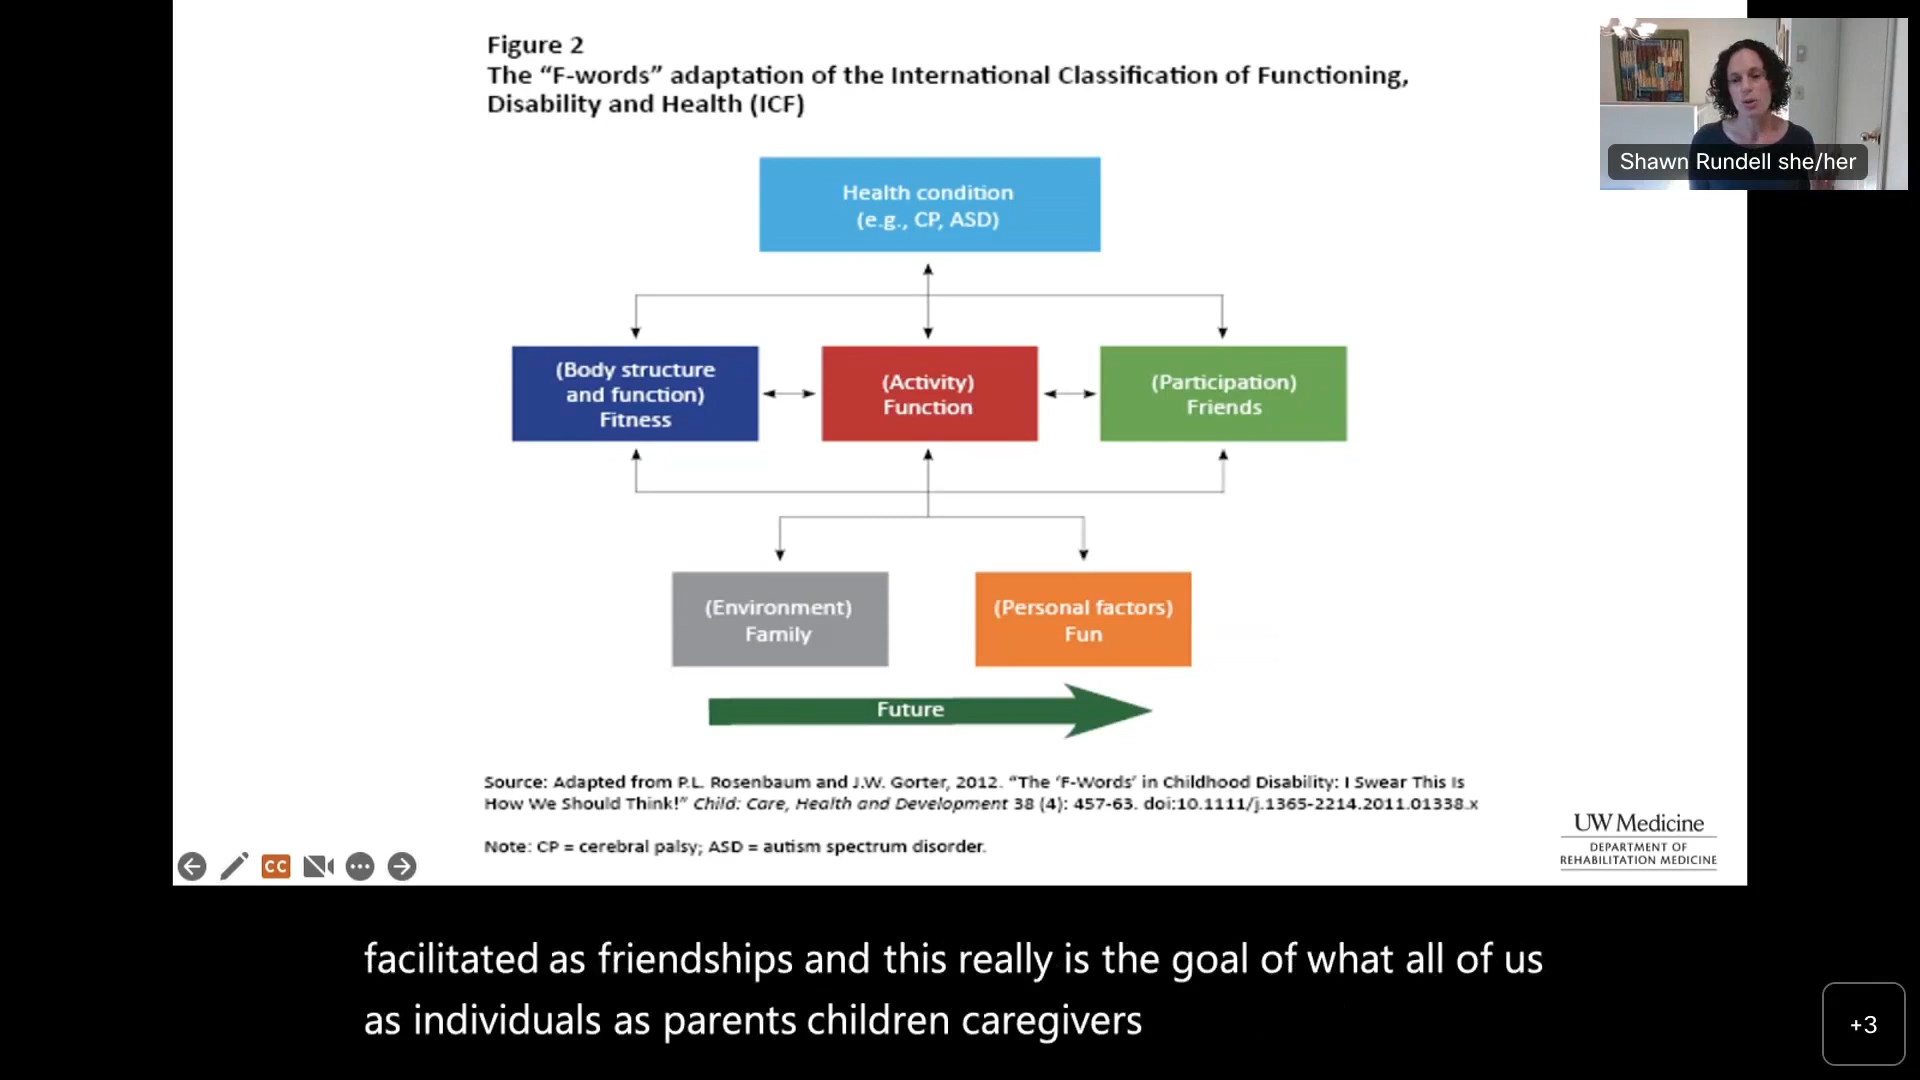 Figure 2
The “F-words” adaptation of the International Classification of Functioning,
Disability and Health (ICF)
Shawn Rundell she/her
Health condition
(e.g., CP, ASD)
(Body structure
and function)
Fitness
(Activity)
Function
(Participation)
Friends
(Environment)
Family
(Personal factors)
Fun
Future
Source: Adapted from P.L. Rosenbaum and J.W. Gorter, 2012. “The ‘F-Words’ in Childhood Disability: I Swear This Is
How We Should Think!” Child: Care, Health and Development 38 (4): 457-63. doi:10.1111/j.1365-2214.2011.01338.x
Note: CP = cerebral palsy; ASD = autism spectrum disorder.
UW Medicine
DEPARTMENT OF
REHABILITATION MEDICINE
CC
facilitated as friendships and this really is the goal of what all of us
as individuals as parents children caregivers
+3